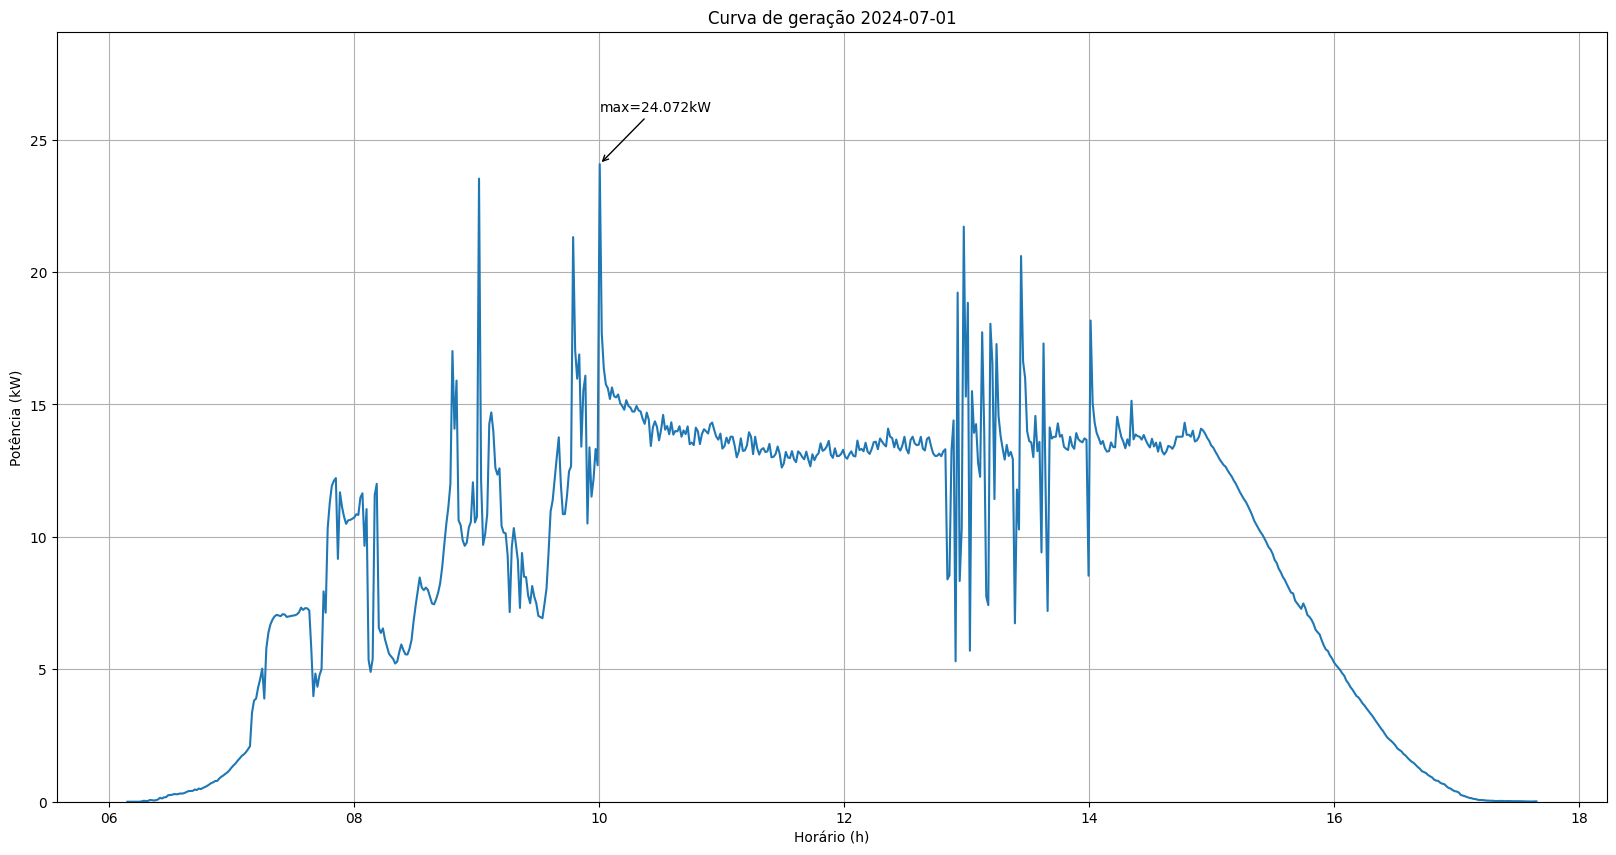 Curva de geração 2024-07-01
max=24.072kW
Potência (kW)
25
20
15
10
5
0
06 08 10 12 14 16 18
Horário (h)